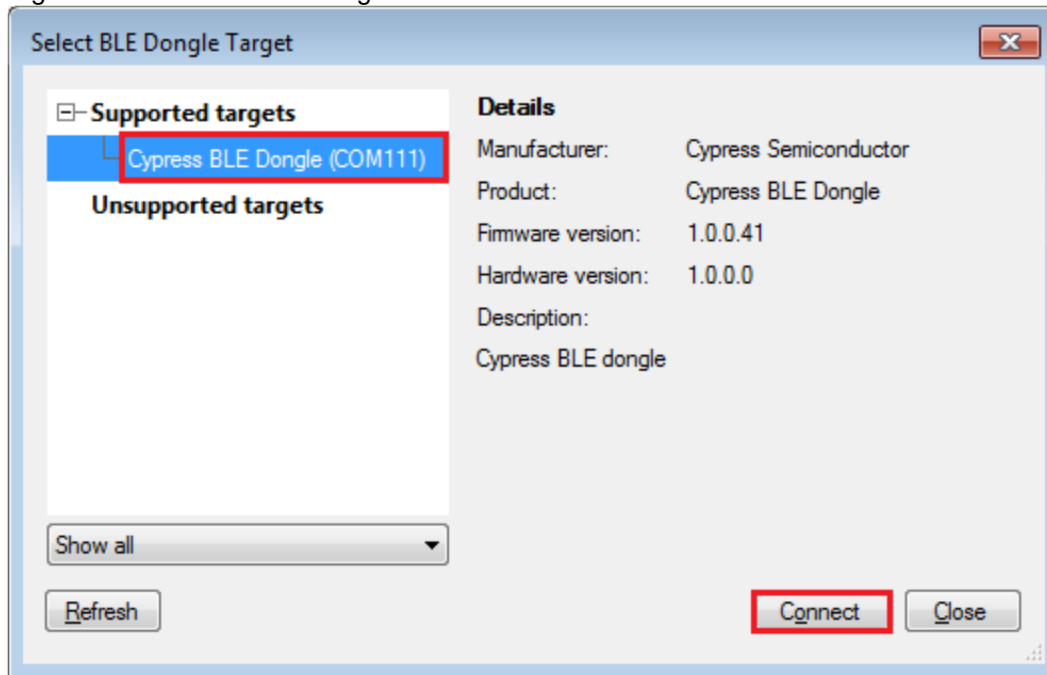 Select BLE Dongle Target
Supported targets
Cypress BLE Dongle (COM111)
Unsupported targets
Show all
Refresh
Details
Manufacturer: Cypress Semiconductor
Product: Cypress BLE Dongle
Firmware version: 1.0.0.41
Hardware version: 1.0.0.0
Description:
Cypress BLE dongle
Connect Close